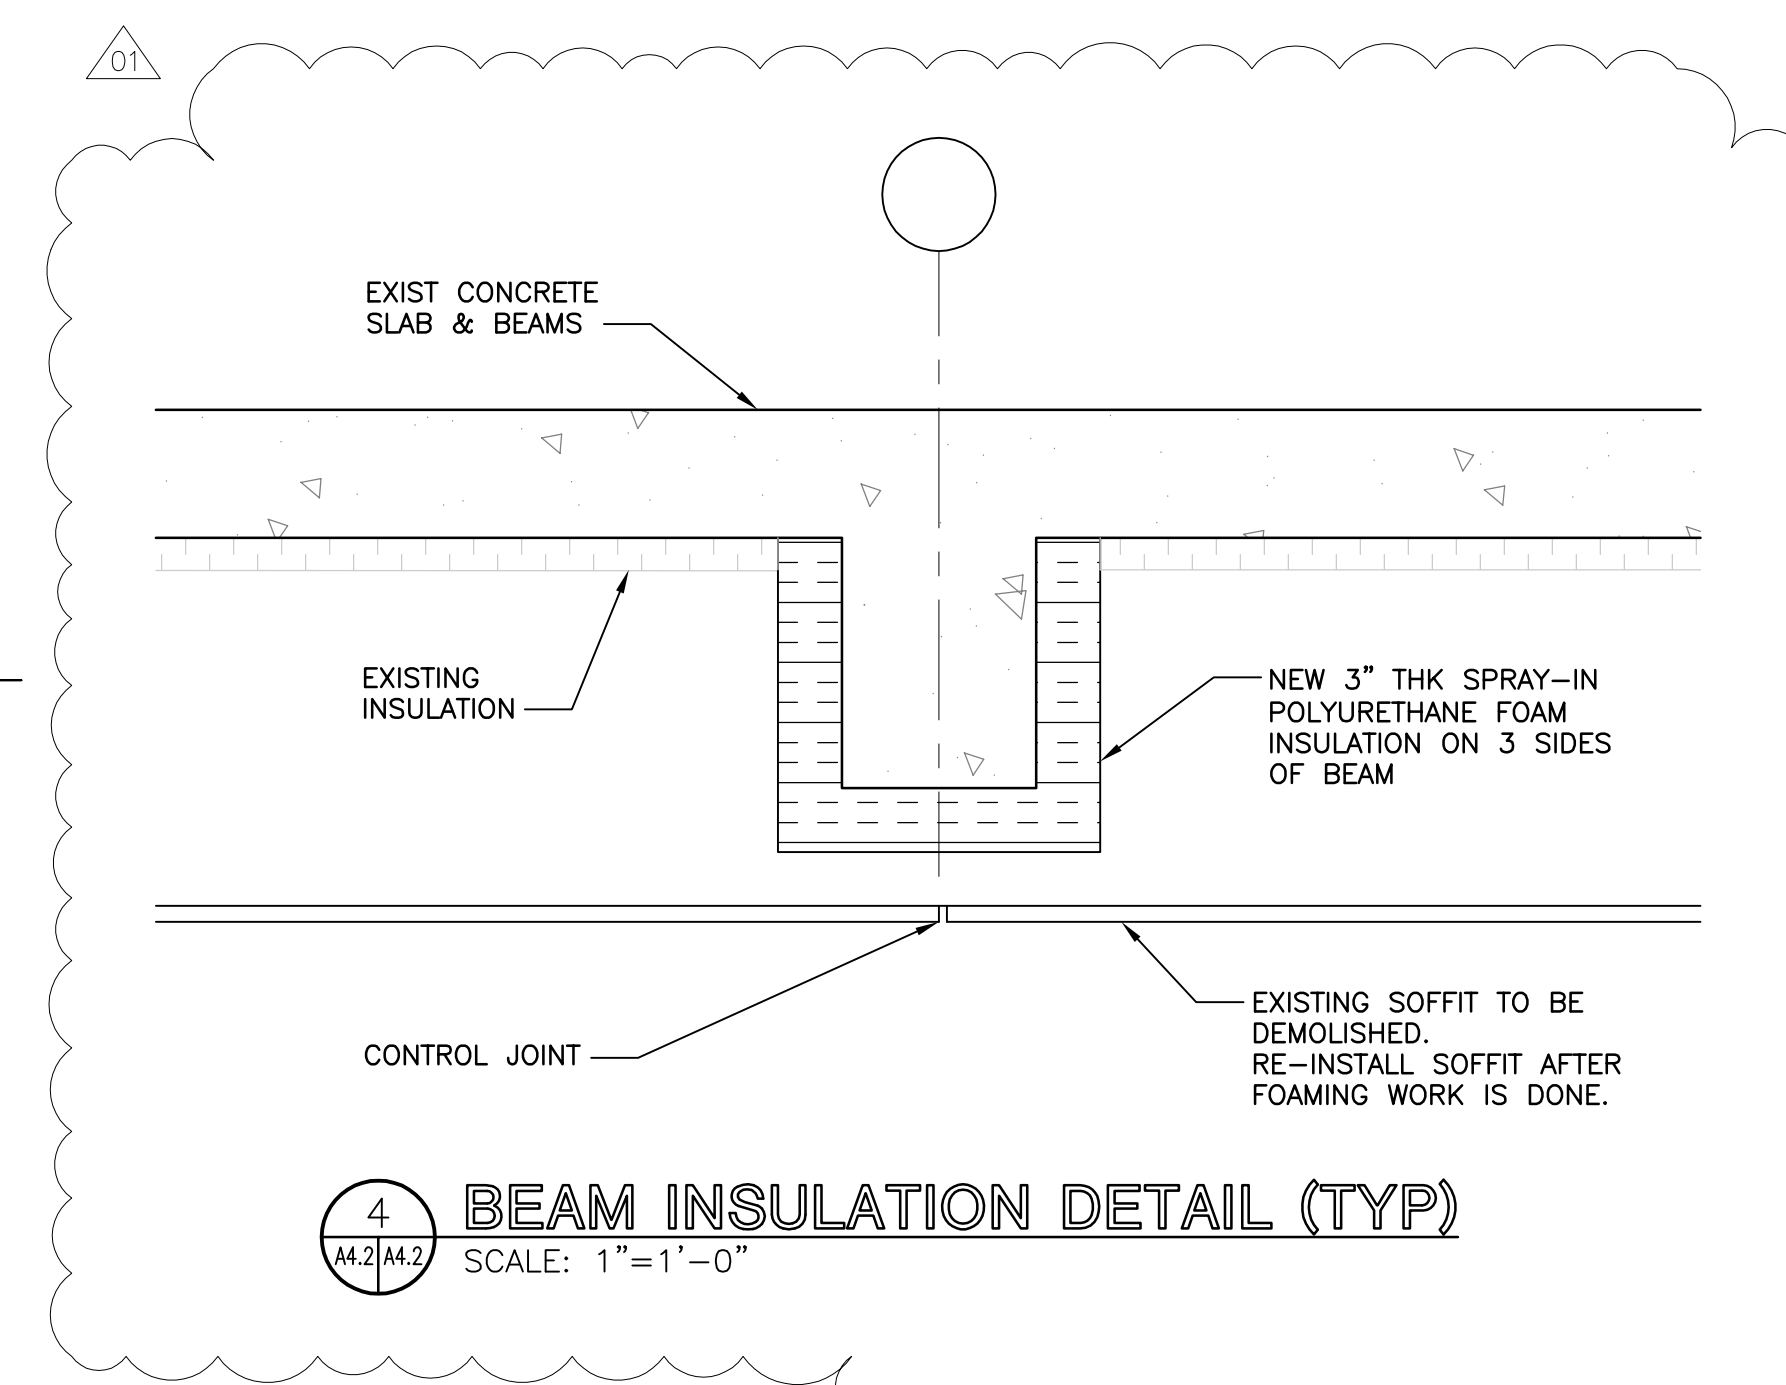 01
EXIST CONCRETE
SLAB & BEAMS
EXISTING
INSULATION
NEW 3” THK SPRAY–IN
POLYURETHANE FOAM
INSULATION ON 3 SIDES
OF BEAM
CONTROL JOINT
EXISTING SOFFIT TO BE
DEMOLISHED.
RE–INSTALL SOFFIT AFTER
FOAMING WORK IS DONE.
4
A4.2 A4.2
BEAM INSULATION DETAIL (TYP)
SCALE: 1”=1’–0”